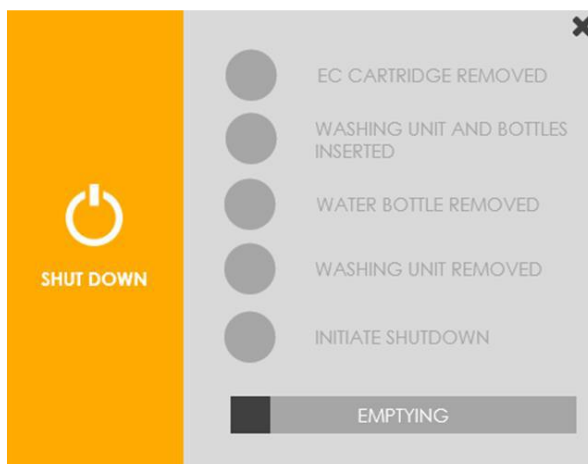 SHUT DOWN
EC CARTRIDGE REMOVED
WASHING UNIT AND BOTTLES
INSERTED
WATER BOTTLE REMOVED
WASHING UNIT REMOVED
INITIATE SHUTDOWN
EMPTYING